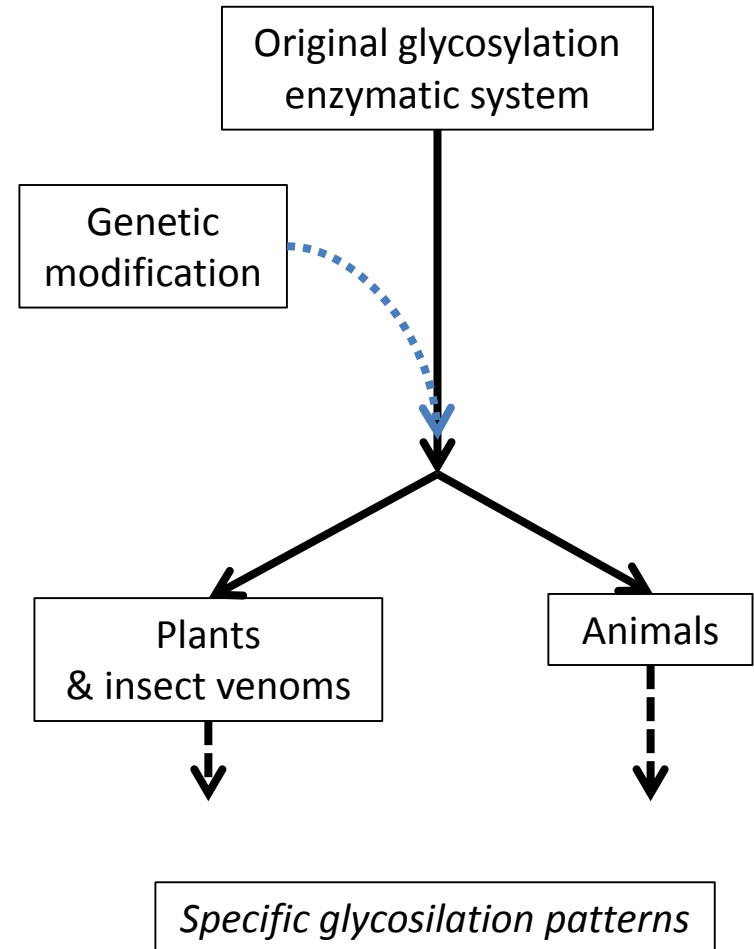 Original glycosylation
enzymatic system
Genetic
modification
Plants
& insect venoms
Animals
Specific glycosilation patterns